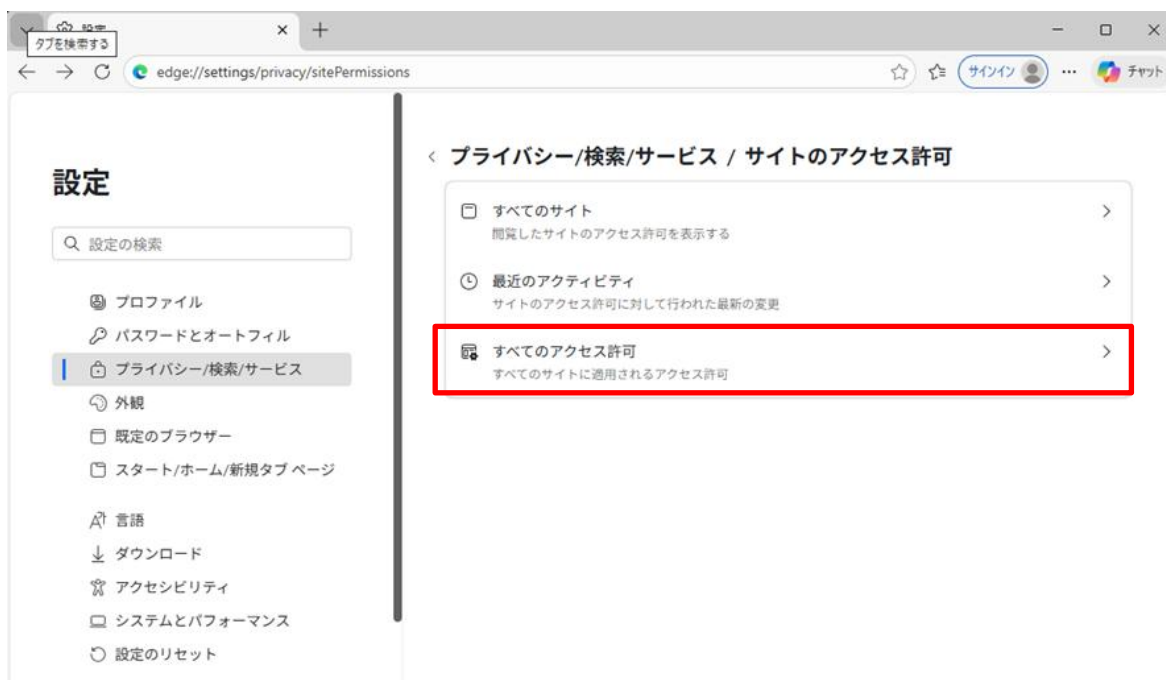 設定
タブを検索する
edge://settings/privacy/sitePermissions
サインイン
チャット
設定
設定の検索
プロファイル
パスワードとオートフィル
プライバシー/検索/サービス
外観
既定のブラウザー
スタート/ホーム/新規タブ ページ
言語
ダウンロード
アクセシビリティ
システムとパフォーマンス
設定のリセット
プライバシー/検索/サービス / サイトのアクセス許可
すべてのサイト
閲覧したサイトのアクセス許可を表示する
最近のアクティビティ
サイトのアクセス許可に対して行われた最新の変更
すべてのアクセス許可
すべてのサイトに適用されるアクセス許可